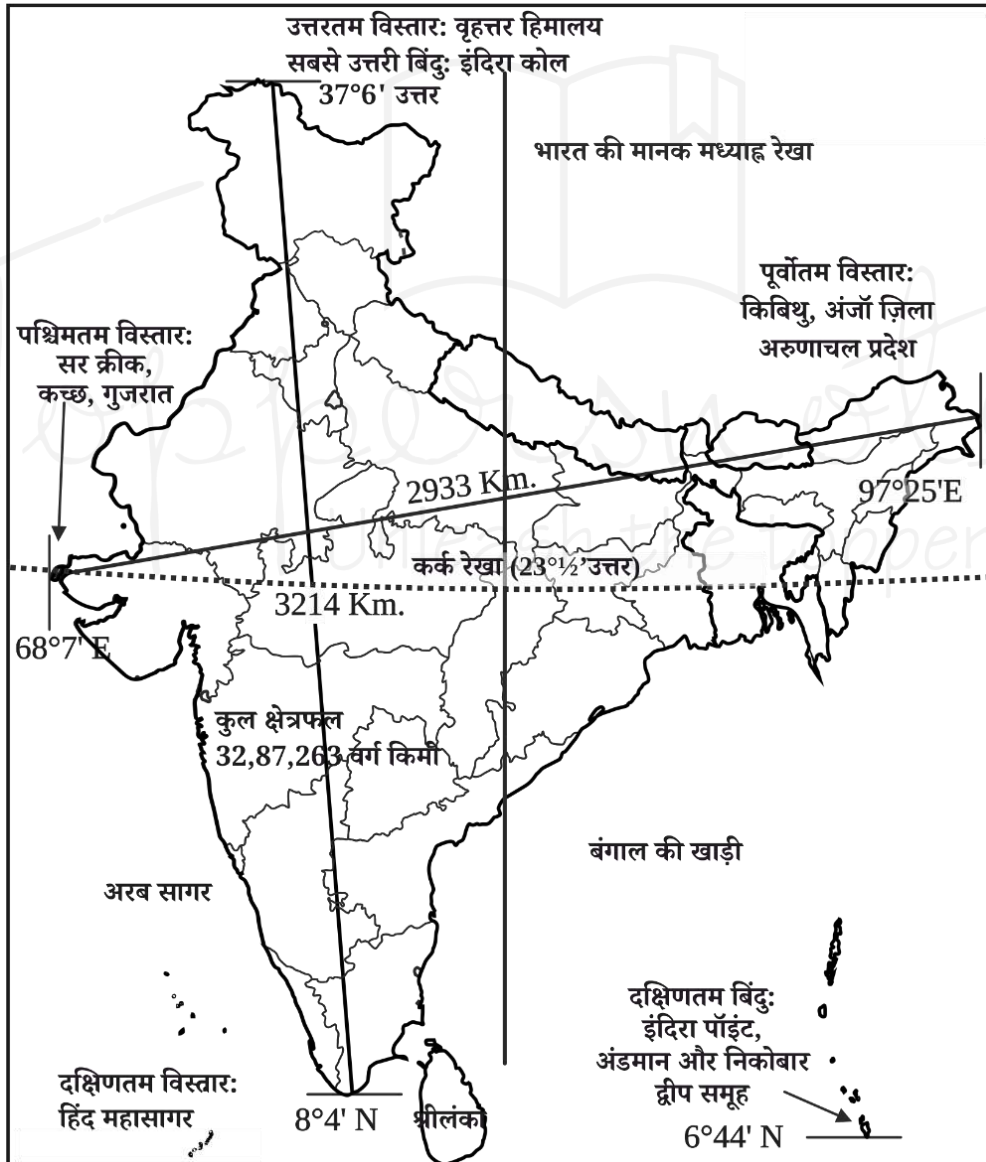 उत्तरतम विस्तार: वृहत्तर हिमालय
सबसे उत्तरी बिंदु: इंदिरा कोल
37°6' उत्तर
भारत की मानक मध्याह्न रेखा
पूर्वोतम विस्तार:
किबिथु, अंजॉ ज़िला
अरुणाचल प्रदेश
पश्चिमतम विस्तार:
सर क्रीक,
कच्छ, गुजरात
2933 Km.
97°25'E
कर्क रेखा (23°½’उत्तर)
3214 Km.
68°7' E
कुल क्षेत्रफल
32,87,263 वर्ग किमी
बंगाल की खाड़ी
अरब सागर
दक्षिणतम बिंदु:
इंदिरा पॉइंट,
अंडमान और निकोबार
द्वीप समूह
6°44' N
दक्षिणतम विस्तार:
हिंद महासागर
8°4' N
श्रीलंका
Unleash the topper